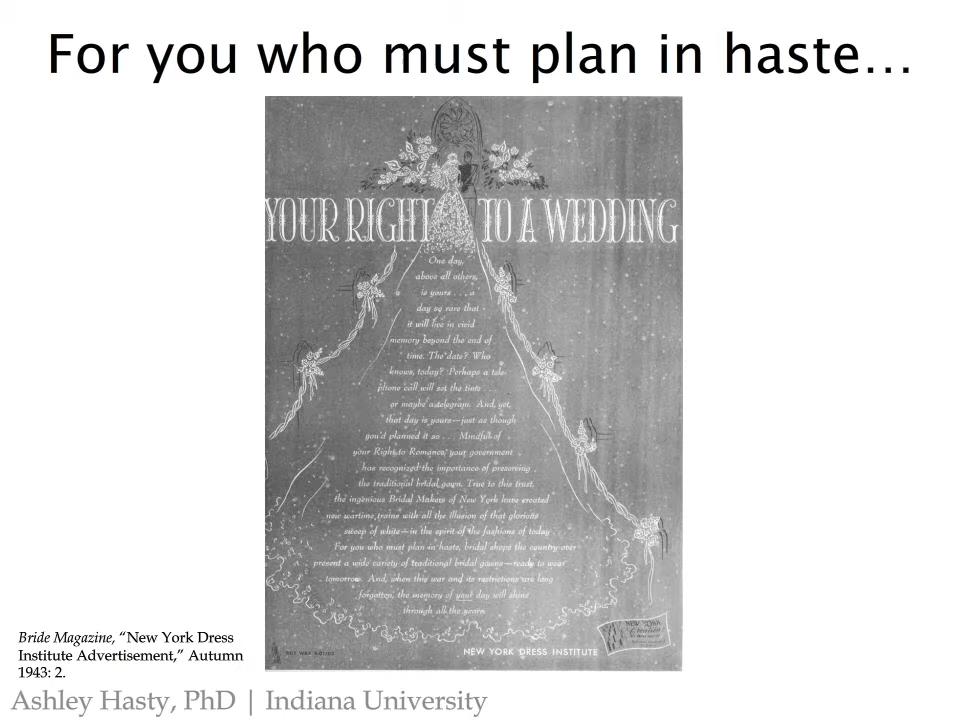 For you who must plan in haste…
YOUR RIGHT TO A WEDDING
One day,
above all others,
is yours . . . a
day so rare that
it will live in vivid
memory beyond the end of
time. The date? Who
knows, today? Perhaps a tele-
phone call will set the time . . .
or maybe a telegram. And, yet,
that day is yours—just as though
you'd planned it so . . . Mindful of
your Right to Romance, your government
has recognized the importance of preserving
the traditional bridal gown. True to this trust,
the ingenious Bridal Makers of New York have created
new wartime trains with all the illusion of that glorious
sweep of white—in the spirit of the fashions of today
For you who must plan in haste, bridal shops the country over
present a wide variety of traditional bridal gowns—ready to wear
tomorrow. And, when this war and its restrictions are long
forgotten, the memory of your day will shine
through all the years
BUY WAR BONDS
NEW YORK DRESS INSTITUTE
NEW YORK
Creation
Bride Magazine, “New York Dress
Institute Advertisement,” Autumn
1943: 2.
Ashley Hasty, PhD | Indiana University